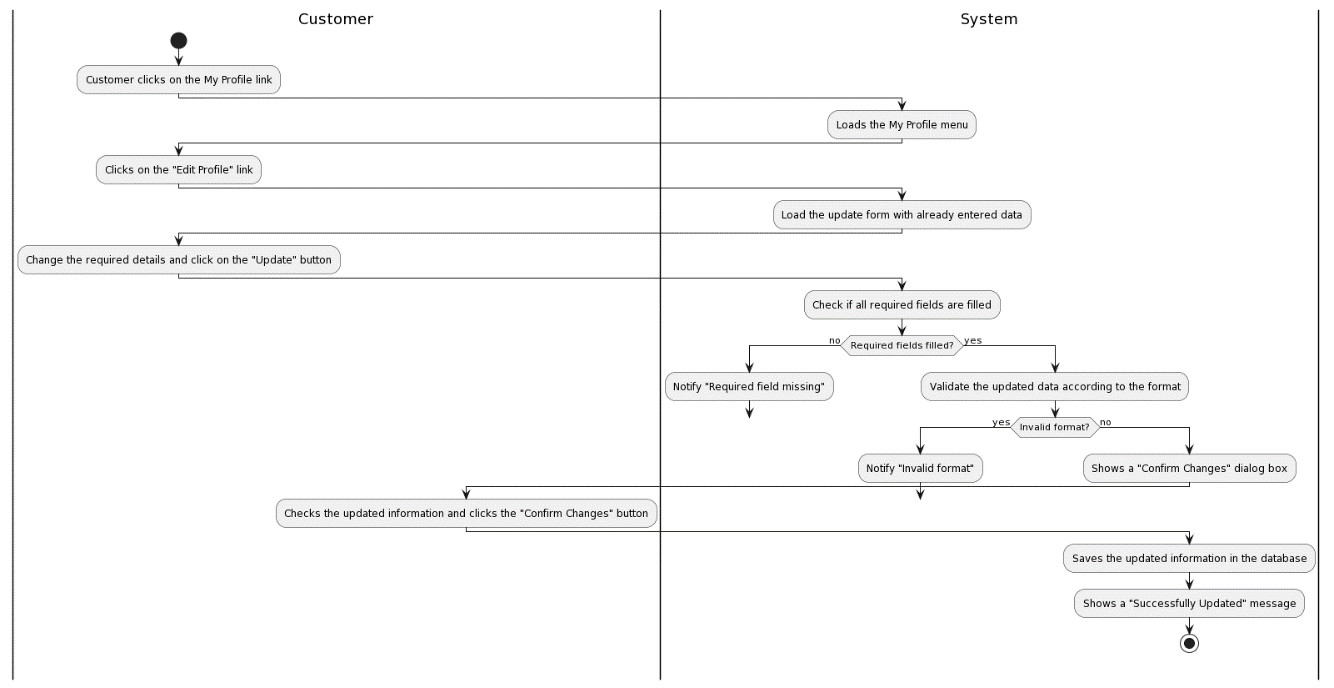 Customer
System
Customer clicks on the My Profile link
Loads the My Profile menu
Clicks on the "Edit Profile" link
Load the update form with already entered data
Change the required details and click on the "Update" button
Check if all required fields are filled
no
Required fields filled?
yes
Notify "Required field missing"
Validate the updated data according to the format
yes
Invalid format?
no
Notify "Invalid format"
Shows a "Confirm Changes" dialog box
Checks the updated information and clicks the "Confirm Changes" button
Saves the updated information in the database
Shows a "Successfully Updated" message